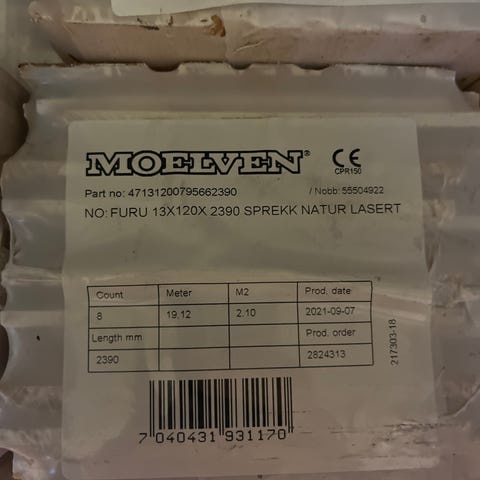 MOELVEN® CE
CPR150
Part no: 47131200795662390 / Nobb: 55504922
NO: FURU 13X120X 2390 SPREKK NATUR LASERT
Count Meter M2 Prod. date
8 19.12 2.10 2021-09-07
Length mm Prod. order
2390 2824313
217303-18
7 040431 931170